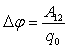 Δφ = A₁₂ / q₀